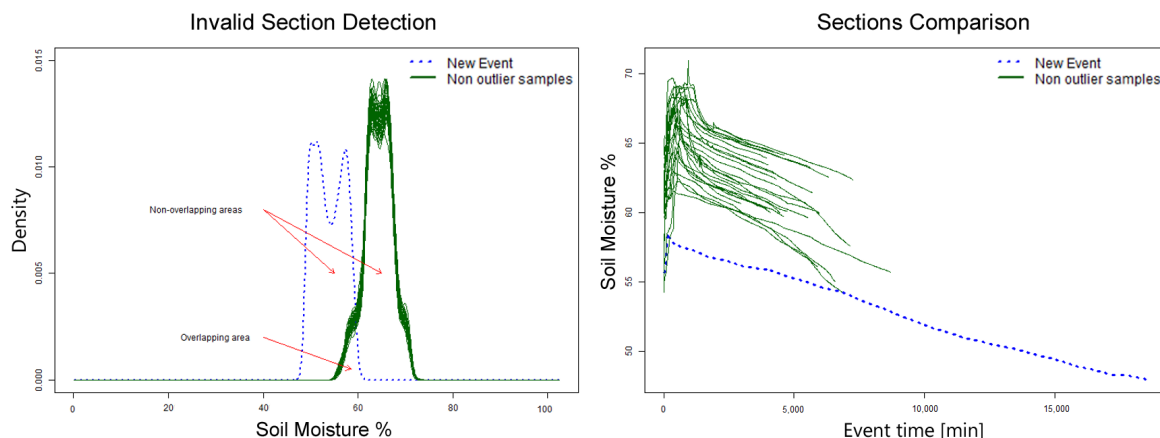 Invalid Section Detection
New Event
Non outlier samples
0.015
0.010
0.005
0.000
Density
Non-overlapping areas
Overlapping area
0
20
40
60
80
100
Soil Moisture %
Sections Comparison
New Event
Non outlier samples
70
65
60
55
50
Soil Moisture %
0
5,000
10,000
15,000
Event time [min]